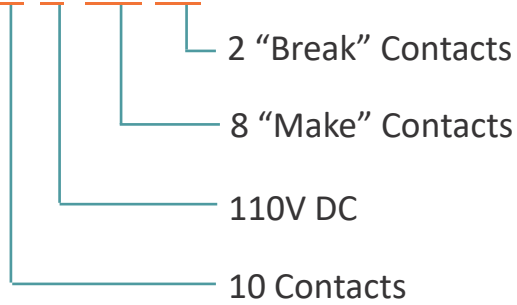 2 “Break” Contacts
8 “Make” Contacts
110V DC
10 Contacts